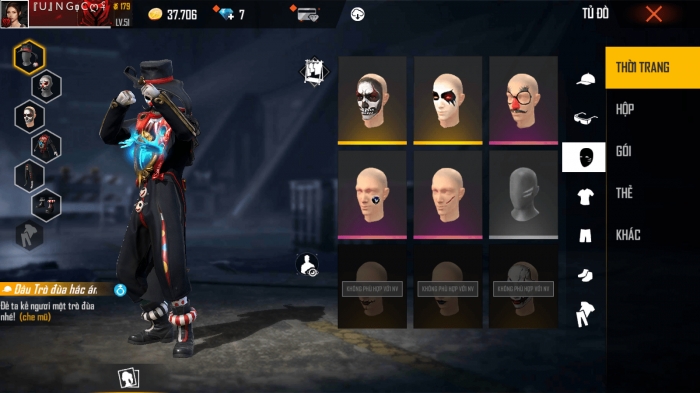 179
LV.51
37.706
7
TỦ ĐỒ
THỜI TRANG
HỘP
GÓI
THẺ
KHÁC
Đầu Trò đùa hắc ám
Để ta kể ngươi một trò đùa
nhé! (che mũ)
KHÔNG PHÙ HỢP VỚI NV
KHÔNG PHÙ HỢP VỚI NV
KHÔNG PHÙ HỢP VỚI NV